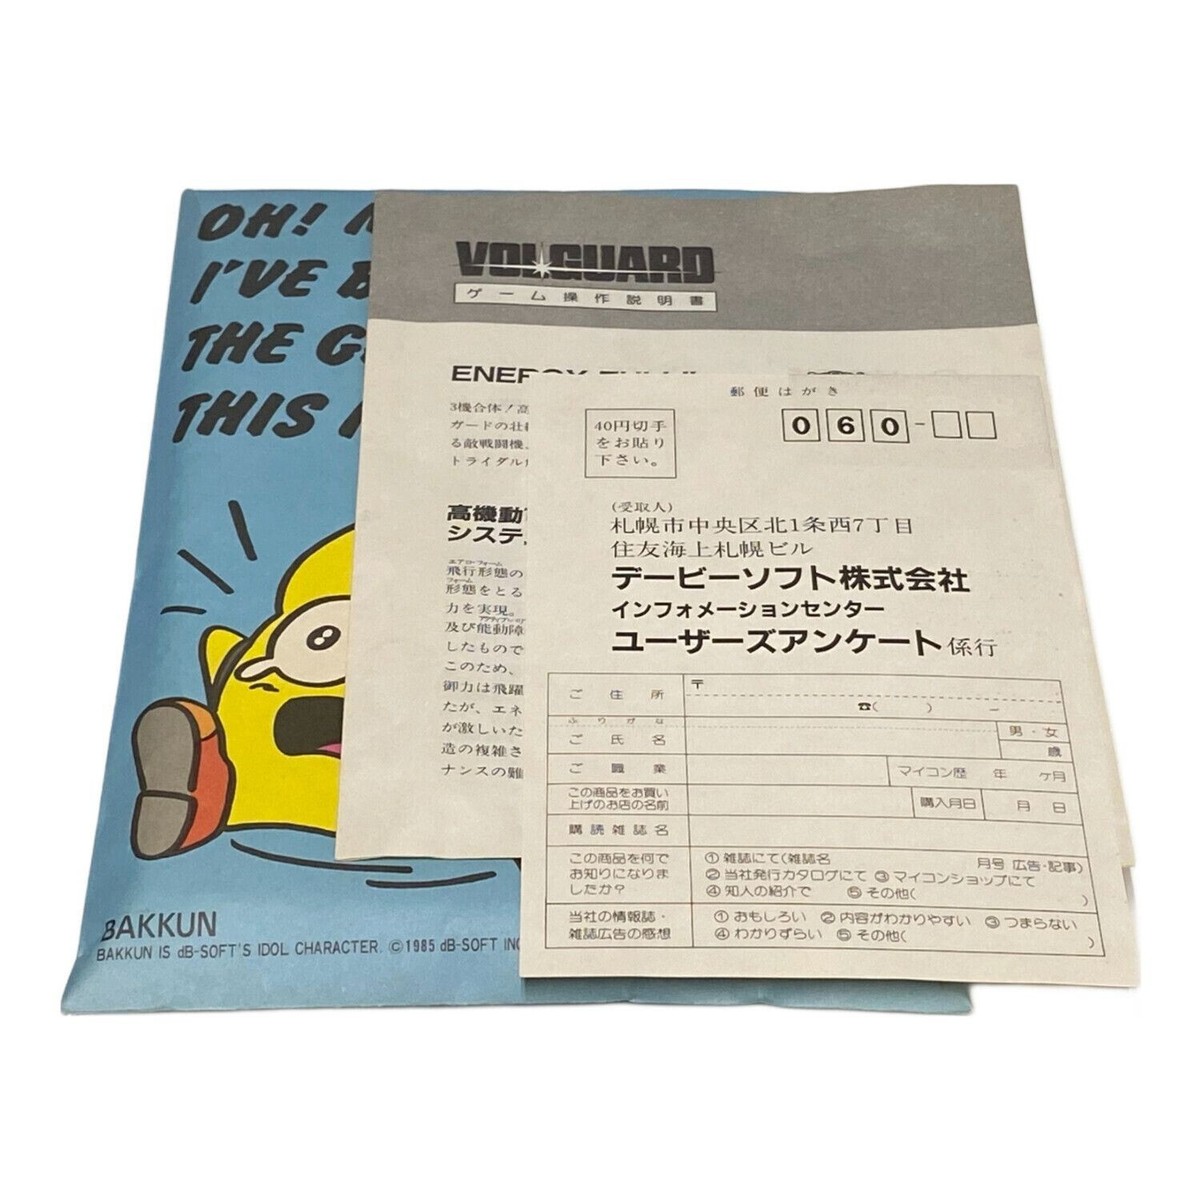 OH!
I'VE
THE
THIS
BAKKUN
BAKKUN IS dB-SOFT'S IDOL CHARACTER. ©1985 dB-SOFT INC
VOLGUARD
ゲーム操作説明書
ENERGY
3機合体!高
ガードの壮
る敵戦闘機、
トライダル
高機動
システム
エアロ・フォーム
飛行形態の
フォーム
形態をとる
力を実現。
及び能動障
したもので
このため、
御力は飛躍
たが、エネ
が激しいた
造の複雑さ
ナンスの難
郵便はがき
40円切手
をお貼り
下さい。
060-
(受取人)
札幌市中央区北1条西7丁目
住友海上札幌ビル
デービーソフト株式会社
インフォメーションセンター
ユーザーズアンケート係行
ご住所 〒
☎( ) －
ふりがな
ご氏名 男・女
歳
ご職業 マイコン歴 年 ヶ月
この商品をお買い
上げのお店の名前 購入月日 月 日
購読雑誌名
この商品を何で
お知りになりま
したか?
①雑誌にて(雑誌名 月号 広告・記事)
②当社発行カタログにて ③マイコンショップにて
④知人の紹介で ⑤その他( )
当社の情報誌・
雑誌広告の感想
①おもしろい ②内容がわかりやすい ③つまらない
④わかりずらい ⑤その他( )